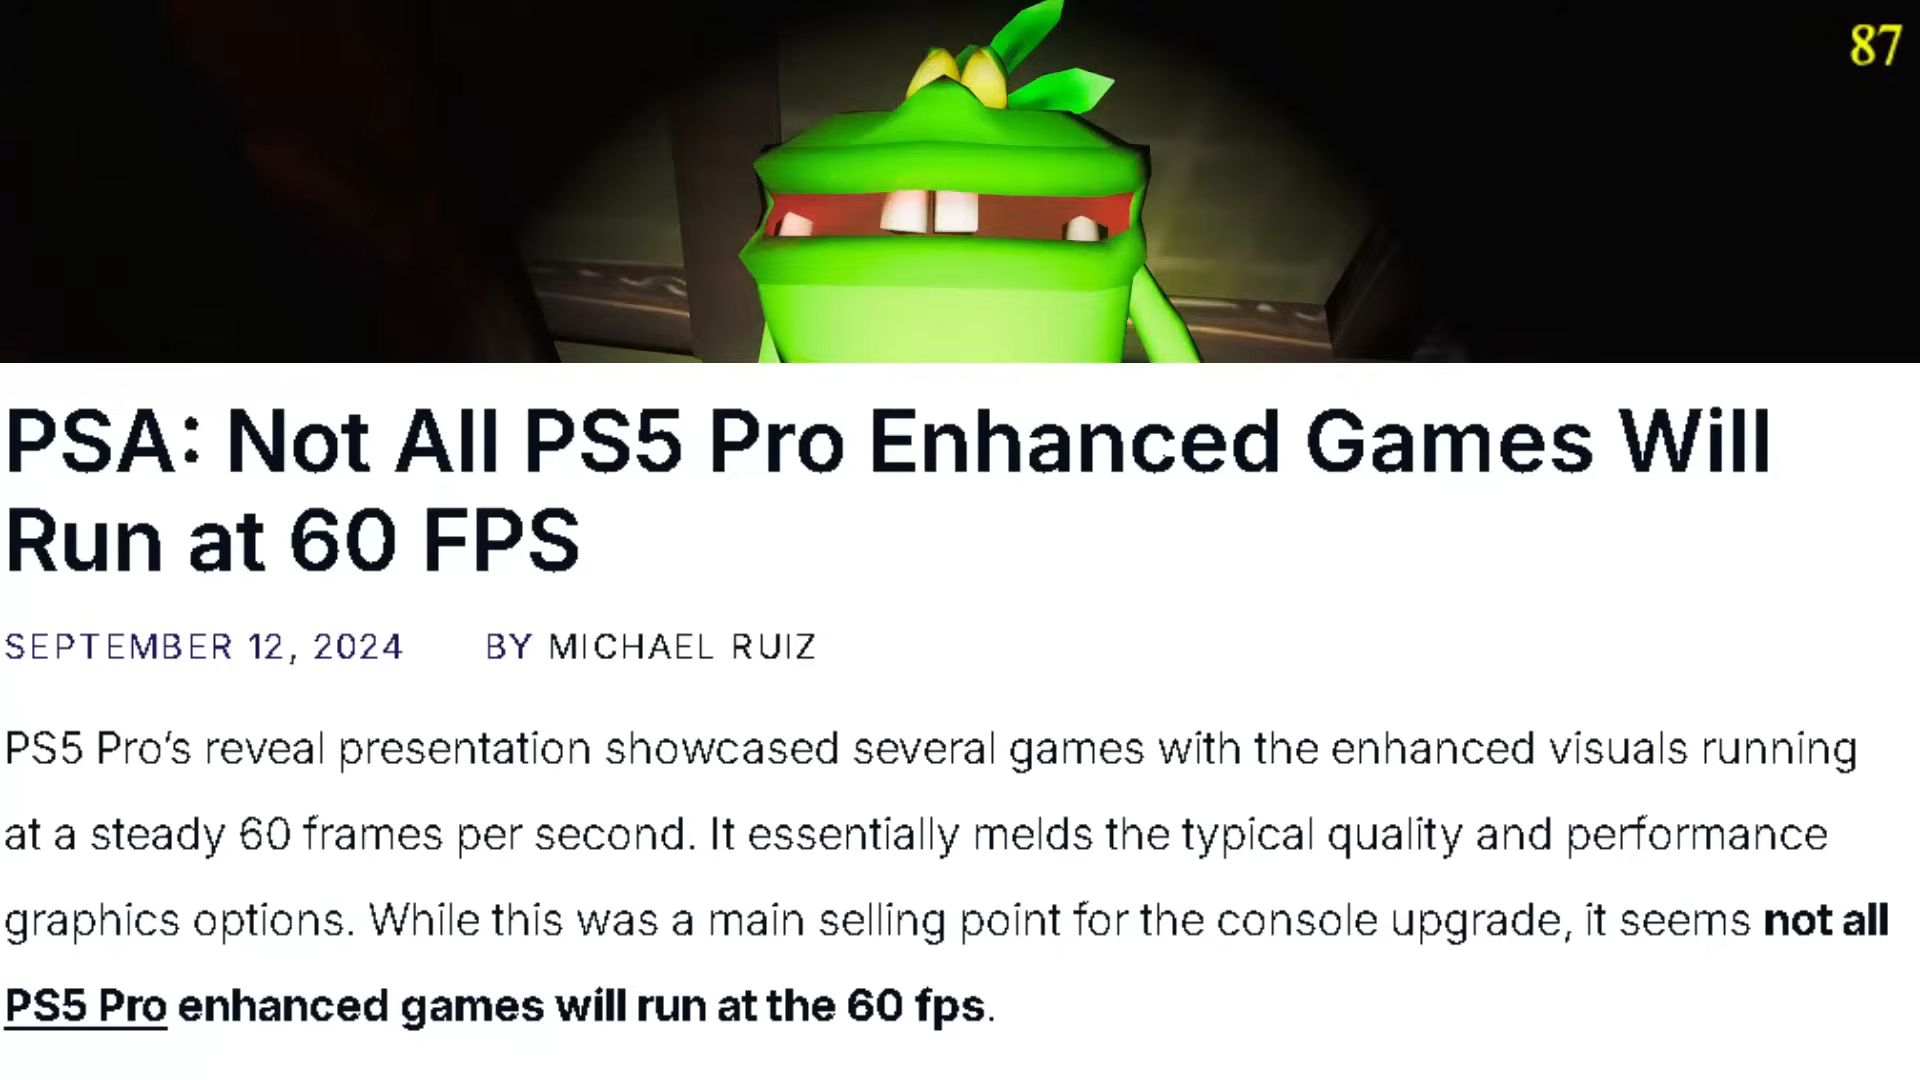 87
PSA: Not All PS5 Pro Enhanced Games Will
Run at 60 FPS
SEPTEMBER 12, 2024 BY MICHAEL RUIZ
PS5 Pro’s reveal presentation showcased several games with the enhanced visuals running
at a steady 60 frames per second. It essentially melds the typical quality and performance
graphics options. While this was a main selling point for the console upgrade, it seems not all
PS5 Pro enhanced games will run at the 60 fps.